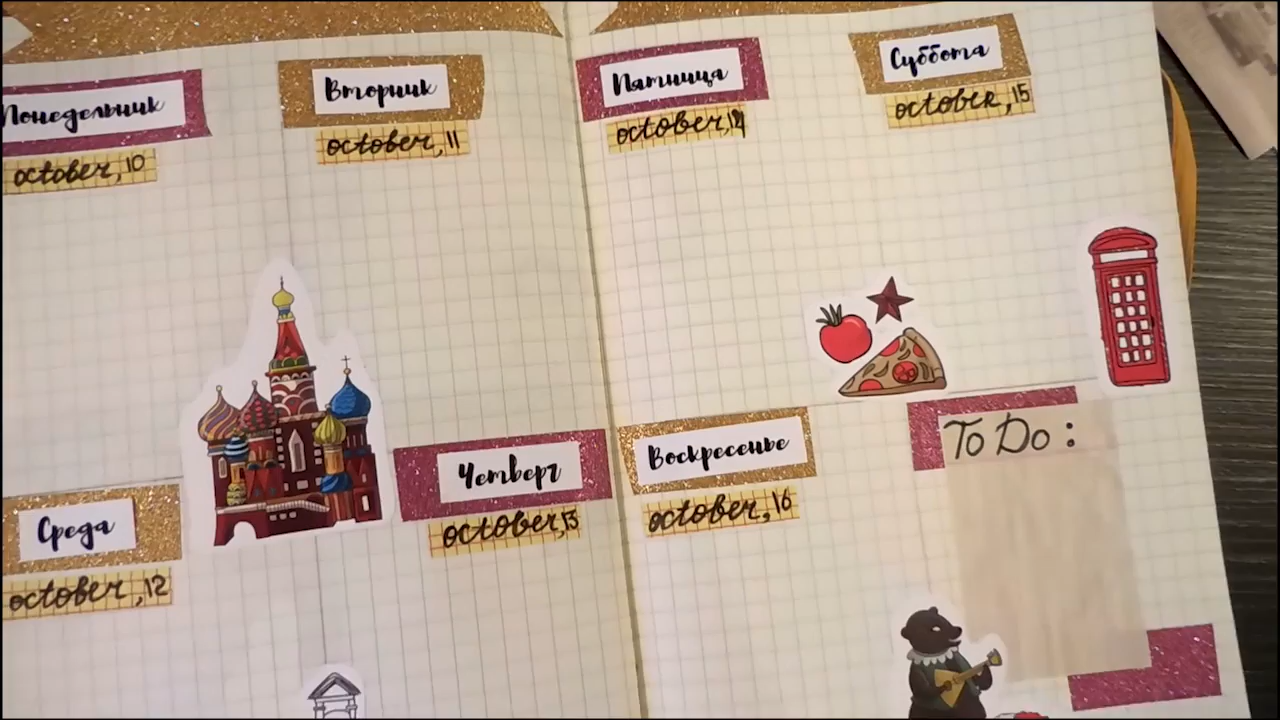 Понедельник
october, 10
Вторник
october, 11
Среда
october, 12
Четверг
october, 13
Пятница
october, 14
Суббота
october, 15
Воскресенье
october, 16
To Do :